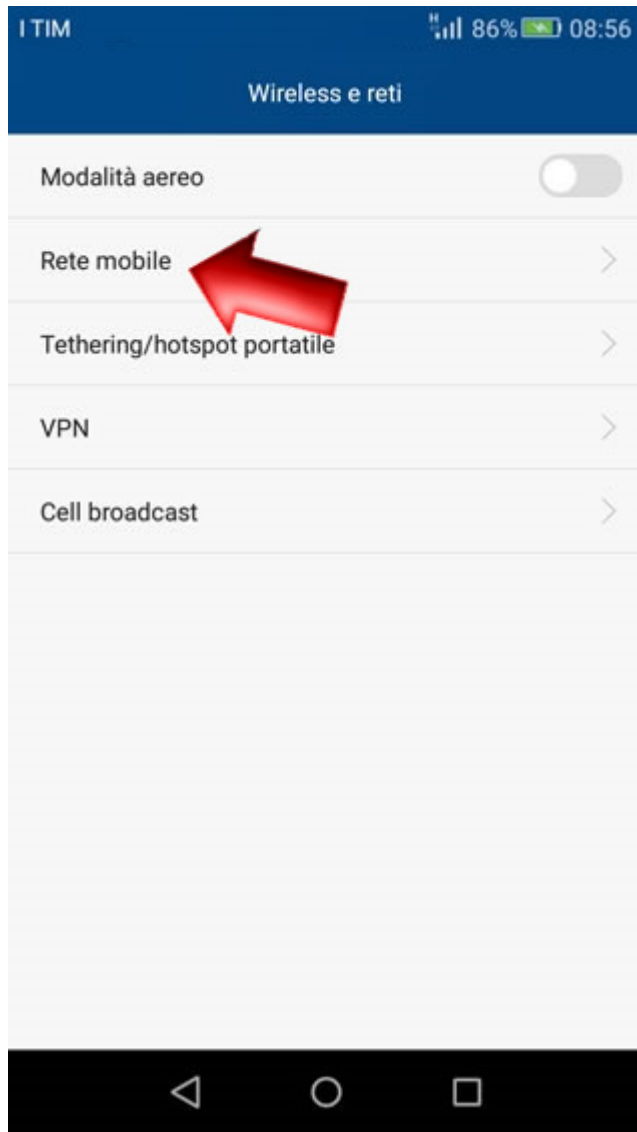 I TIM
H 86% 08:56
Wireless e reti
Modalità aereo
Rete mobile
Tethering/hotspot portatile
VPN
Cell broadcast